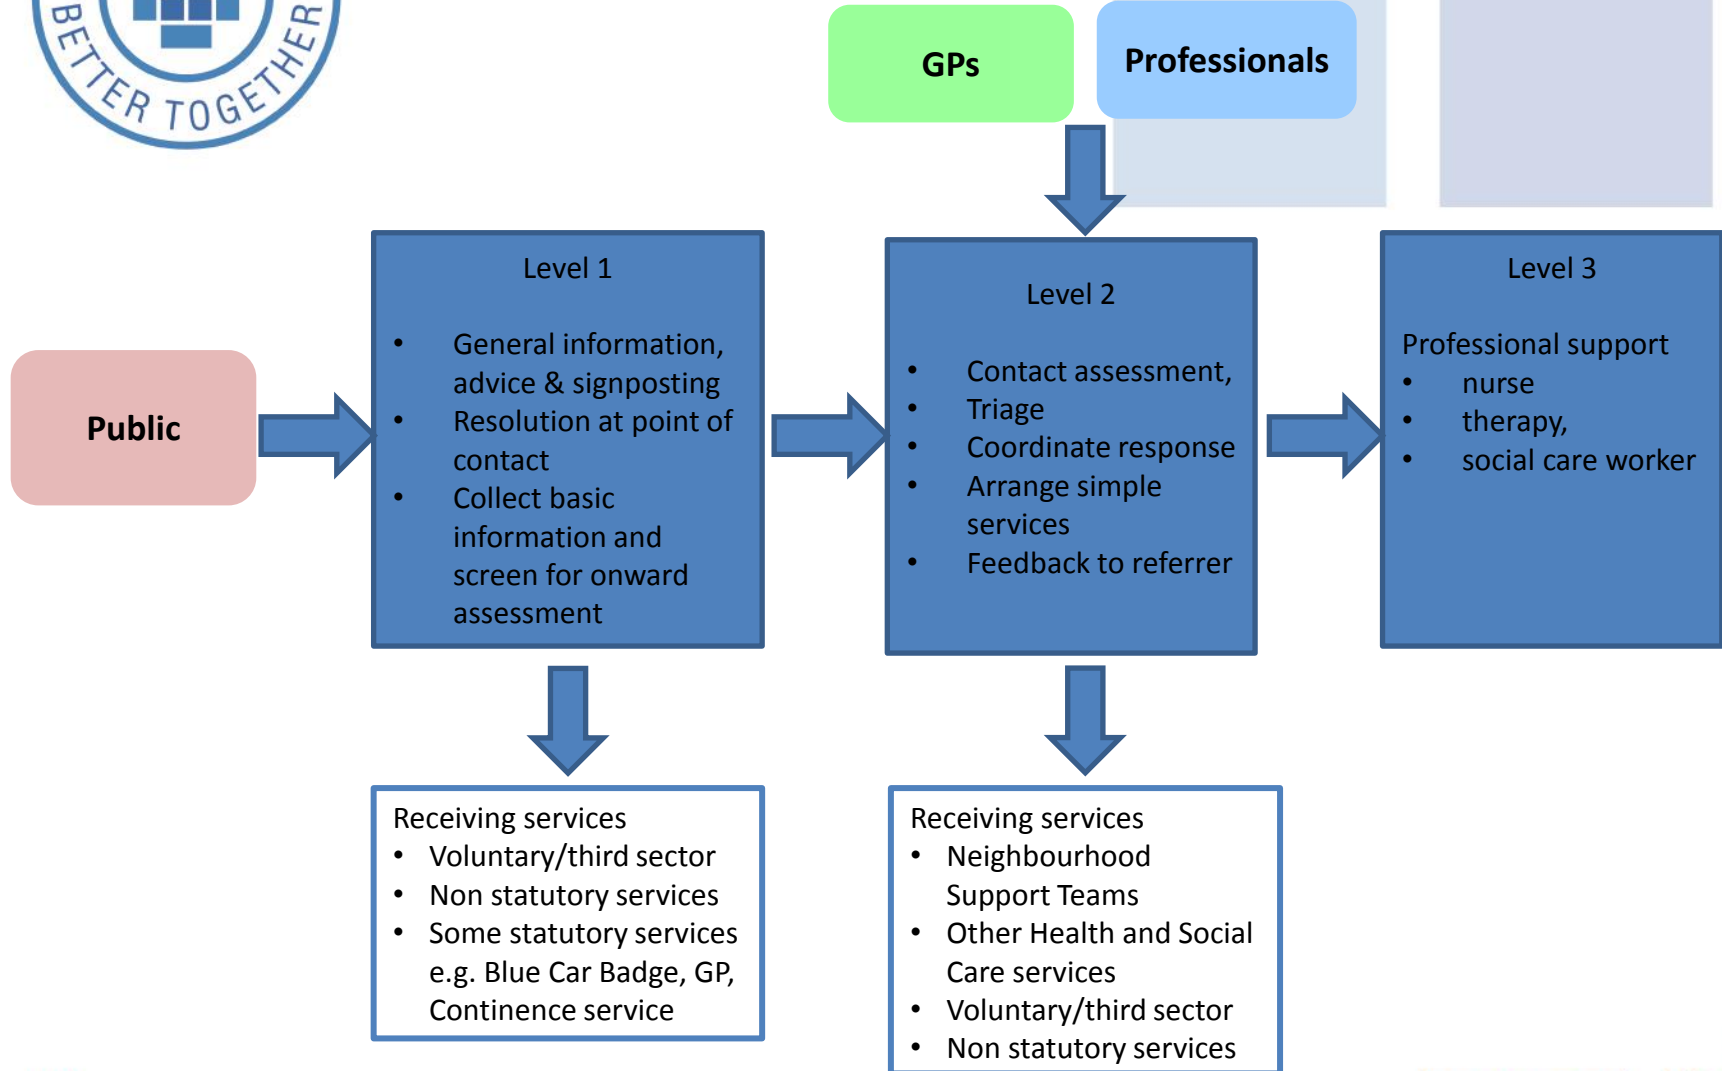 BETTER TOGETHER
GPs
Professionals
Public
Level 1
• General information,
advice & signposting
• Resolution at point of
contact
• Collect basic
information and
screen for onward
assessment
Level 2
• Contact assessment,
• Triage
• Coordinate response
• Arrange simple
services
• Feedback to referrer
Level 3
Professional support
• nurse
• therapy,
• social care worker
Receiving services
• Voluntary/third sector
• Non statutory services
• Some statutory services
e.g. Blue Car Badge, GP,
Continence service
Receiving services
• Neighbourhood
Support Teams
• Other Health and Social
Care services
• Voluntary/third sector
• Non statutory services